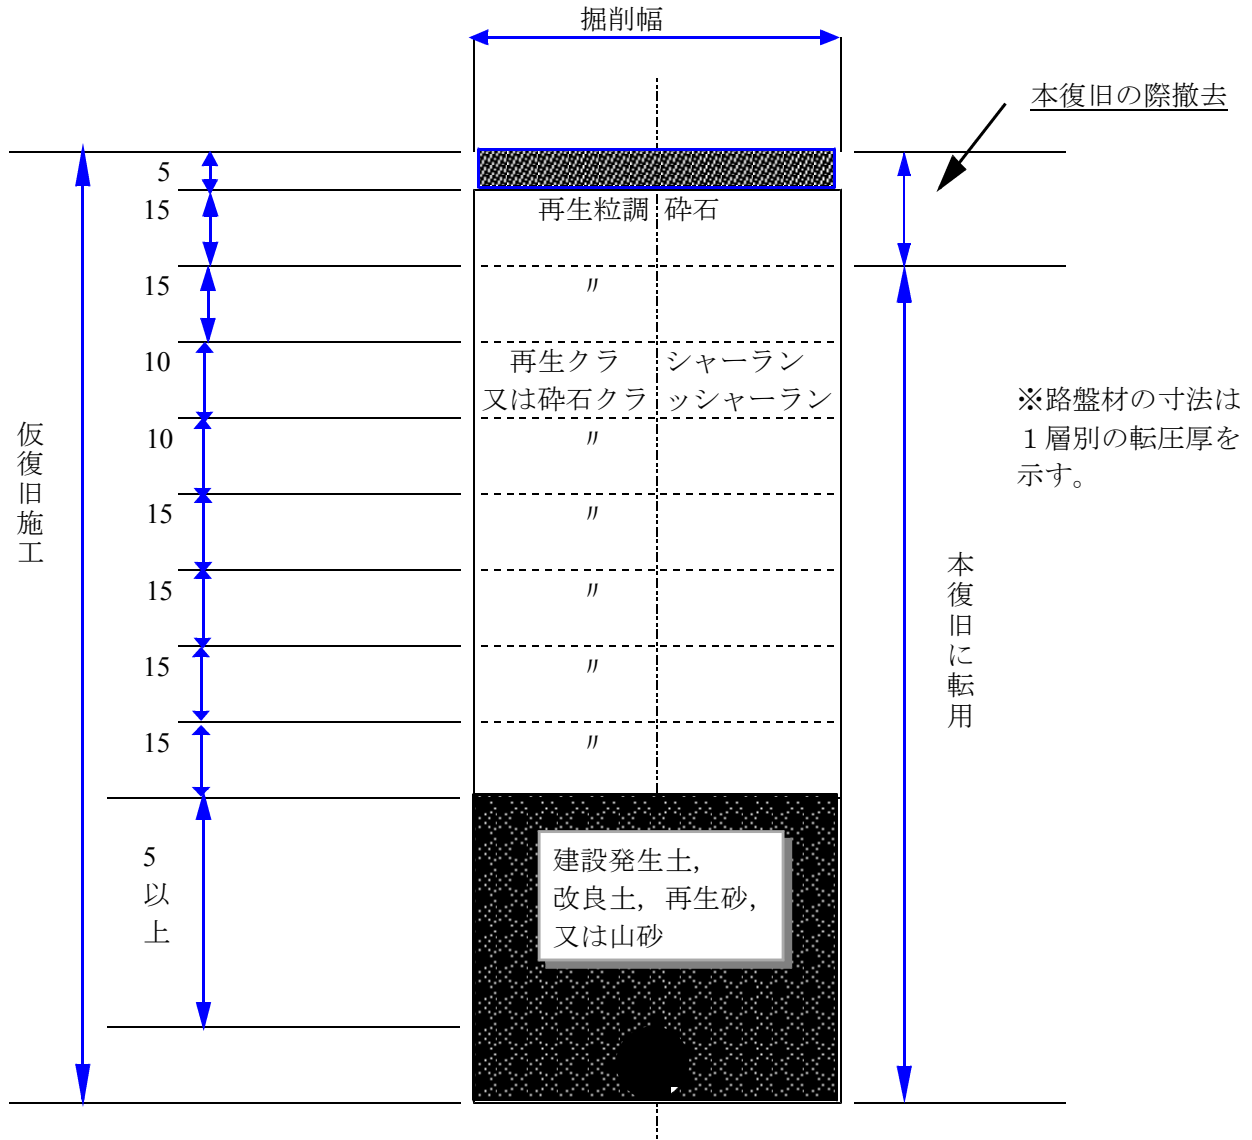 掘削幅
本復旧の際撤去
5
15
再生粒調砕石
15
〃
10
再生クラシャーラン
又は砕石クラッシャーラン
※路盤材の寸法は
１層別の転圧厚を
示す。
10
〃
仮復旧施工
15
〃
15
〃
本復旧に転用
15
〃
15
〃
5
以
上
建設発生土,
改良土, 再生砂,
又は山砂